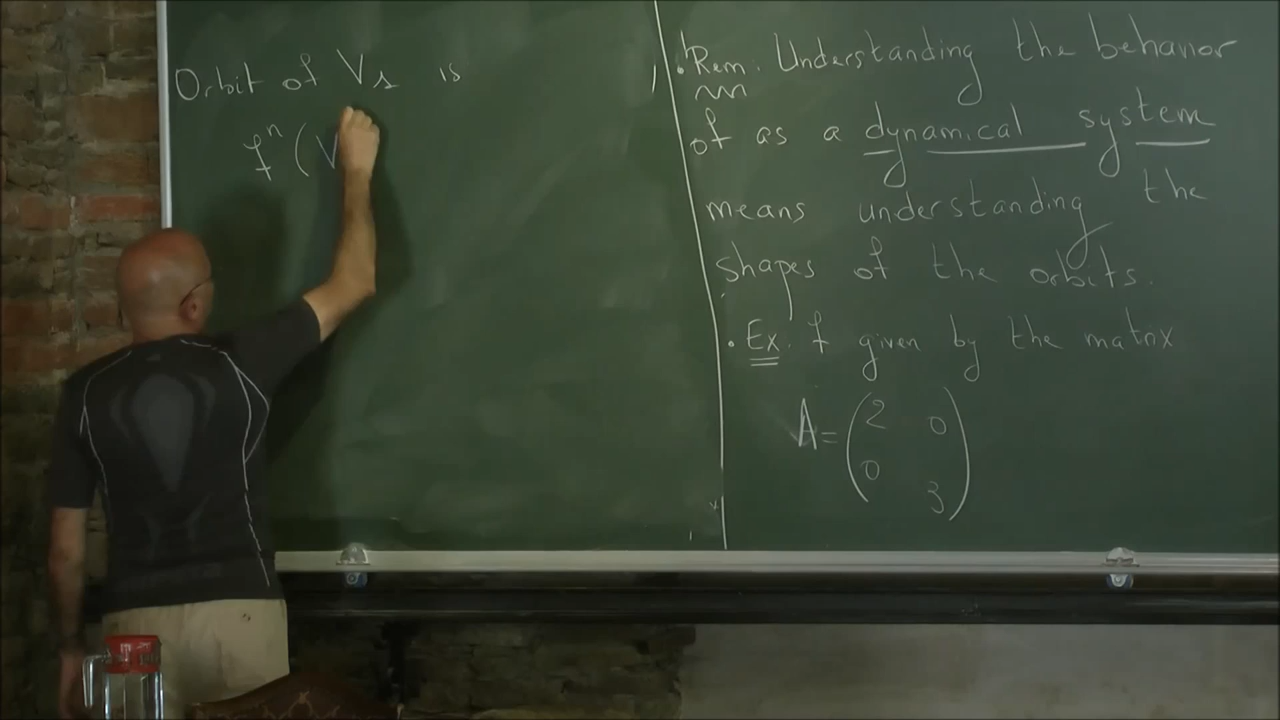 Orbit of V₁ is
fⁿ(V
• Rem. Understanding the behavior
of as a dynamical system
means understanding the
shapes of the orbits.
• Ex. f given by the matrix
A = (2 0
0 3)